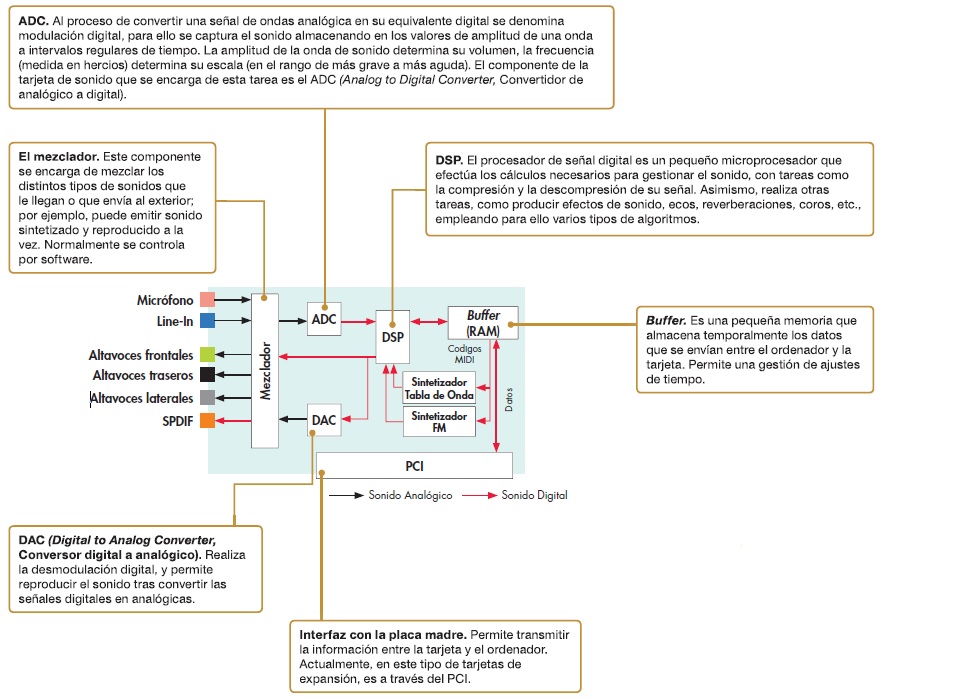 ADC. Al proceso de convertir una señal de ondas analógica en su equivalente digital se denomina
modulación digital, para ello se captura el sonido almacenando en los valores de amplitud de una onda
a intervalos regulares de tiempo. La amplitud de la onda de sonido determina su volumen, la frecuencia
(medida en hercios) determina su escala (en el rango de más grave a más aguda). El componente de la
tarjeta de sonido que se encarga de esta tarea es el ADC (Analog to Digital Converter, Convertidor de
analógico a digital).
El mezclador. Este componente
se encarga de mezclar los
distintos tipos de sonidos que
le llegan o que envía al exterior;
por ejemplo, puede emitir sonido
sintetizado y reproducido a la
vez. Normalmente se controla
por software.
DSP. El procesador de señal digital es un pequeño microprocesador que
efectúa los cálculos necesarios para gestionar el sonido, con tareas como
la compresión y la descompresión de su señal. Asimismo, realiza otras
tareas, como producir efectos de sonido, ecos, reverberaciones, coros, etc.,
empleando para ello varios tipos de algoritmos.
Micrófono
Line-In
Altavoces frontales
Altavoces traseros
Altavoces laterales
SPDIF
Mezclador
ADC
DSP
Buffer
(RAM)
Codigos
MIDI
Sintetizador
Tabla de Onda
Sintetizador
FM
Datos
DAC
PCI
Sonido Analógico
Sonido Digital
Buffer. Es una pequeña memoria que
almacena temporalmente los datos
que se envían entre el ordenador y la
tarjeta. Permite una gestión de ajustes
de tiempo.
DAC (Digital to Analog Converter,
Conversor digital a analógico). Realiza
la desmodulación digital, y permite
reproducir el sonido tras convertir las
señales digitales en analógicas.
Interfaz con la placa madre. Permite transmitir
la información entre la tarjeta y el ordenador.
Actualmente, en este tipo de tarjetas de
expansión, es a través del PCI.